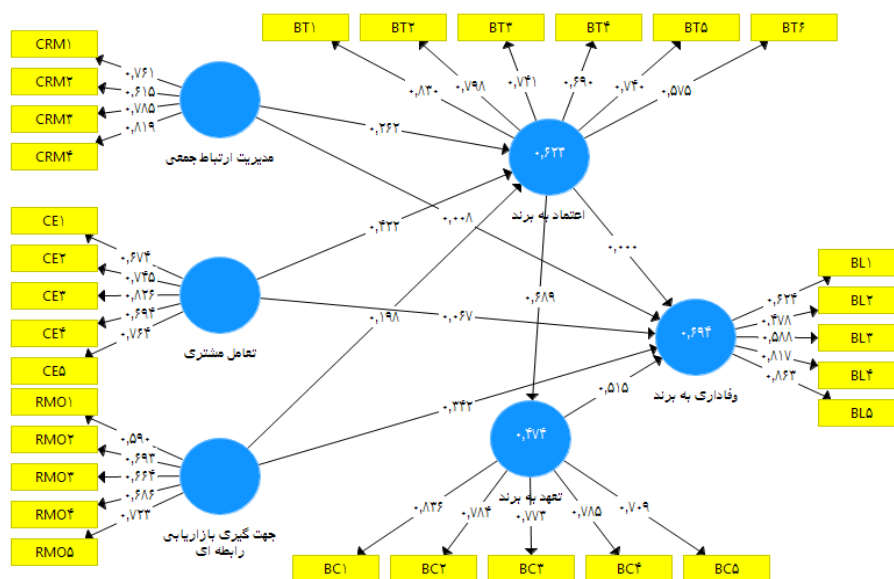 BT۱
BT۲
BT۳
BT۴
BT۵
BT۶
۰,۸۳۰
۰,۷۹۸
۰,۷۴۱
۰,۶۹۰
۰,۷۴۰
۰,۵۷۵
CRM۱
CRM۲
CRM۳
CRM۴
۰,۷۶۱
۰,۶۱۵
۰,۷۸۵
۰,۸۱۹
مدیریت ارتباط جمعی
۰,۲۶۲
۰,۰۰۸
۰,۶۲۳
اعتماد به برند
۰,۰۰۰
۰,۶۸۹
CE۱
CE۲
CE۳
CE۴
CE۵
۰,۶۷۴
۰,۷۴۵
۰,۸۲۶
۰,۶۹۴
۰,۷۶۴
تعامل مشتری
۰,۴۲۲
۰,۰۶۷
۰,۱۹۸
۰,۳۴۲
RMO۱
RMO۲
RMO۳
RMO۴
RMO۵
۰,۵۹۰
۰,۶۹۳
۰,۶۶۴
۰,۶۸۶
۰,۷۲۳
جهت گیری بازاریابی
رابطه ای
۰,۶۹۴
وفاداری به برند
BL۱
BL۲
BL۳
BL۴
BL۵
۰,۶۲۴
۰,۴۷۸
۰,۵۸۸
۰,۸۱۷
۰,۸۶۳
۰,۵۱۵
۰,۴۷۴
تعهد به برند
۰,۸۳۶
۰,۷۸۴
۰,۷۷۳
۰,۷۸۵
۰,۷۰۹
BC۱
BC۲
BC۳
BC۴
BC۵